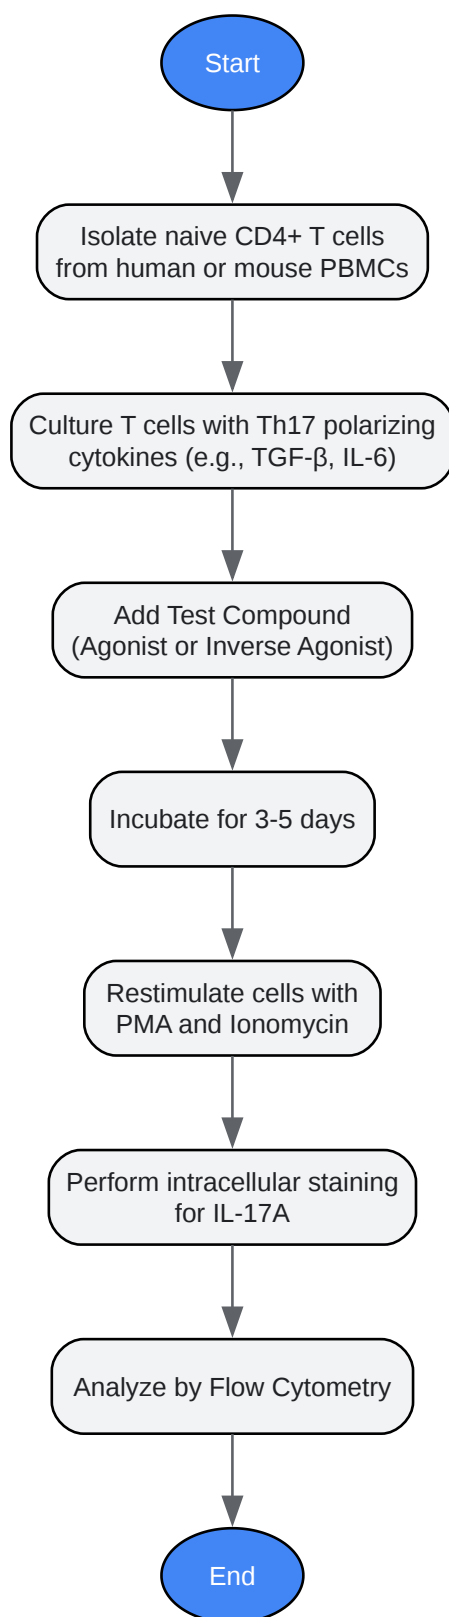 Start
Isolate naive CD4+ T cells
from human or mouse PBMCs
Culture T cells with Th17 polarizing
cytokines (e.g., TGF-β, IL-6)
Add Test Compound
(Agonist or Inverse Agonist)
Incubate for 3-5 days
Restimulate cells with
PMA and Ionomycin
Perform intracellular staining
for IL-17A
Analyze by Flow Cytometry
End